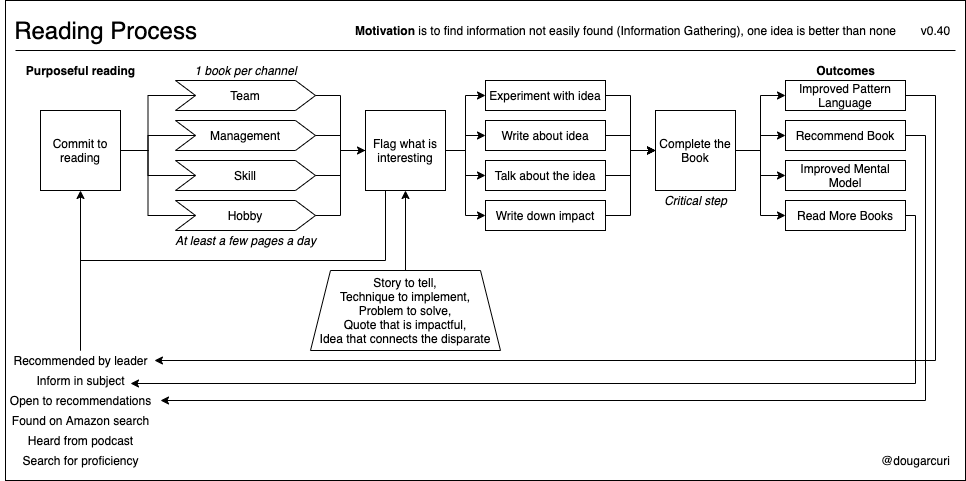 Reading Process
Motivation is to find information not easily found (Information Gathering), one idea is better than none
v0.40
Purposeful reading
1 book per channel
Outcomes
Commit to
reading
Team
Management
Skill
Hobby
At least a few pages a day
Flag what is
interesting
Experiment with idea
Write about idea
Talk about the idea
Write down impact
Complete the
Book
Critical step
Improved Pattern
Language
Recommend Book
Improved Mental
Model
Read More Books
Story to tell,
Technique to implement,
Problem to solve,
Quote that is impactful,
Idea that connects the disparate
Recommended by leader
Inform in subject
Open to recommendations
Found on Amazon search
Heard from podcast
Search for proficiency
@dougarcuri